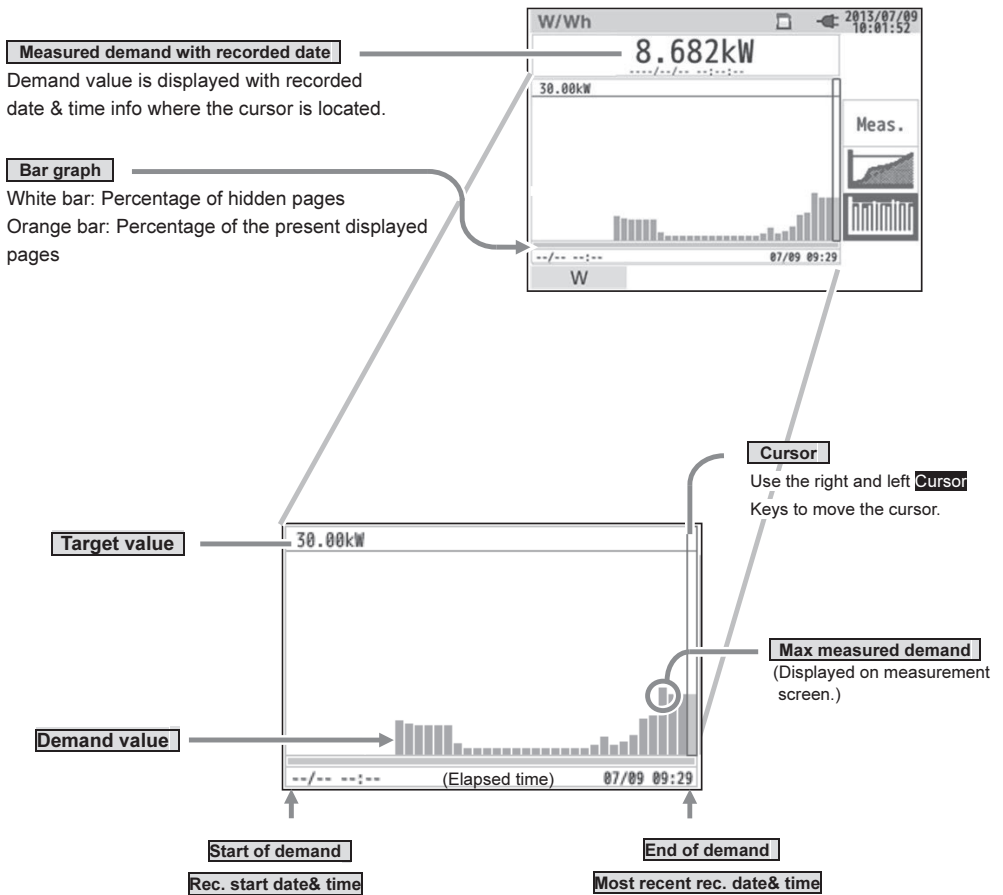 W/Wh
2013/07/09
10:01:52
Measured demand with recorded date
Demand value is displayed with recorded
date & time info where the cursor is located.
8.682kW
----/--/-- --:--:--
30.00kW
Meas.
Bar graph
White bar: Percentage of hidden pages
Orange bar: Percentage of the present displayed
pages
--/-- --:--
07/09 09:29
W
Cursor
Use the right and left Cursor
Keys to move the cursor.
Target value
30.00kW
Max measured demand
(Displayed on measurement
screen.)
Demand value
--/-- --:--
(Elapsed time)
07/09 09:29
Start of demand
Rec. start date& time
End of demand
Most recent rec. date& time